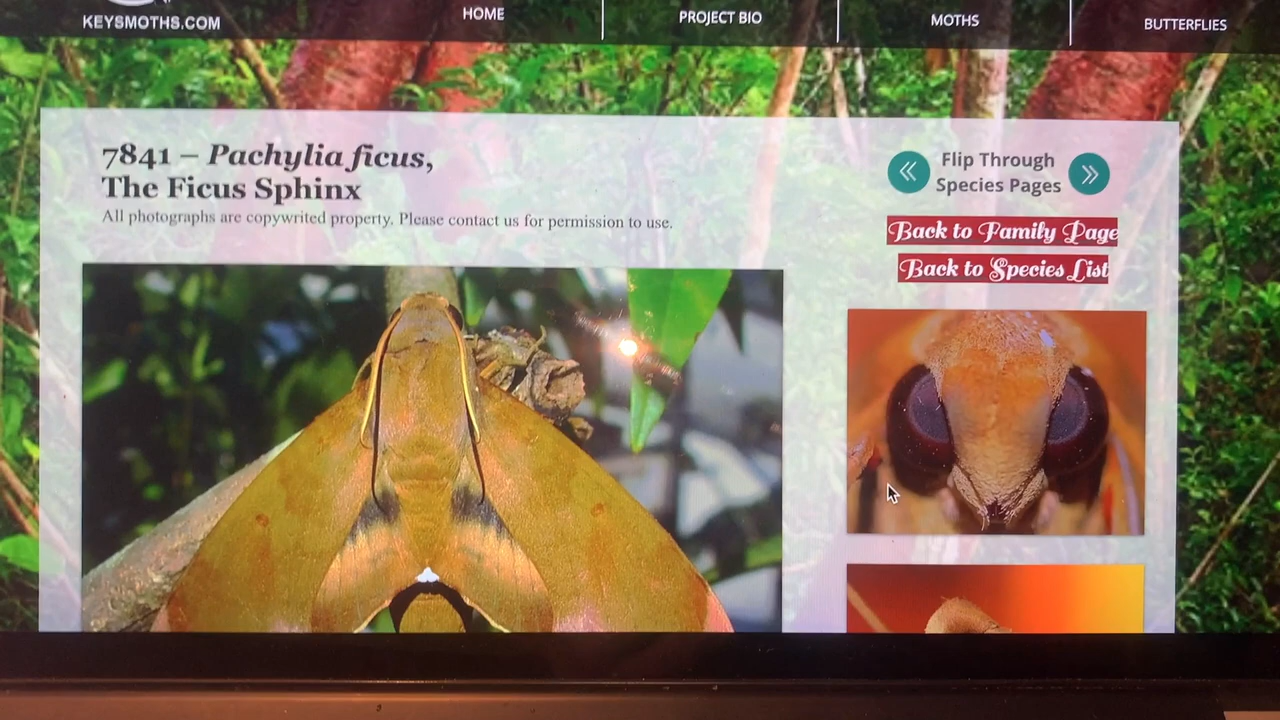 KEYSMOTHS.COM
HOME
PROJECT BIO
MOTHS
BUTTERFLIES
7841 – Pachylia ficus,
The Ficus Sphinx
All photographs are copywrited property. Please contact us for permission to use.
Flip Through
Species Pages
Back to Family Page
Back to Species List